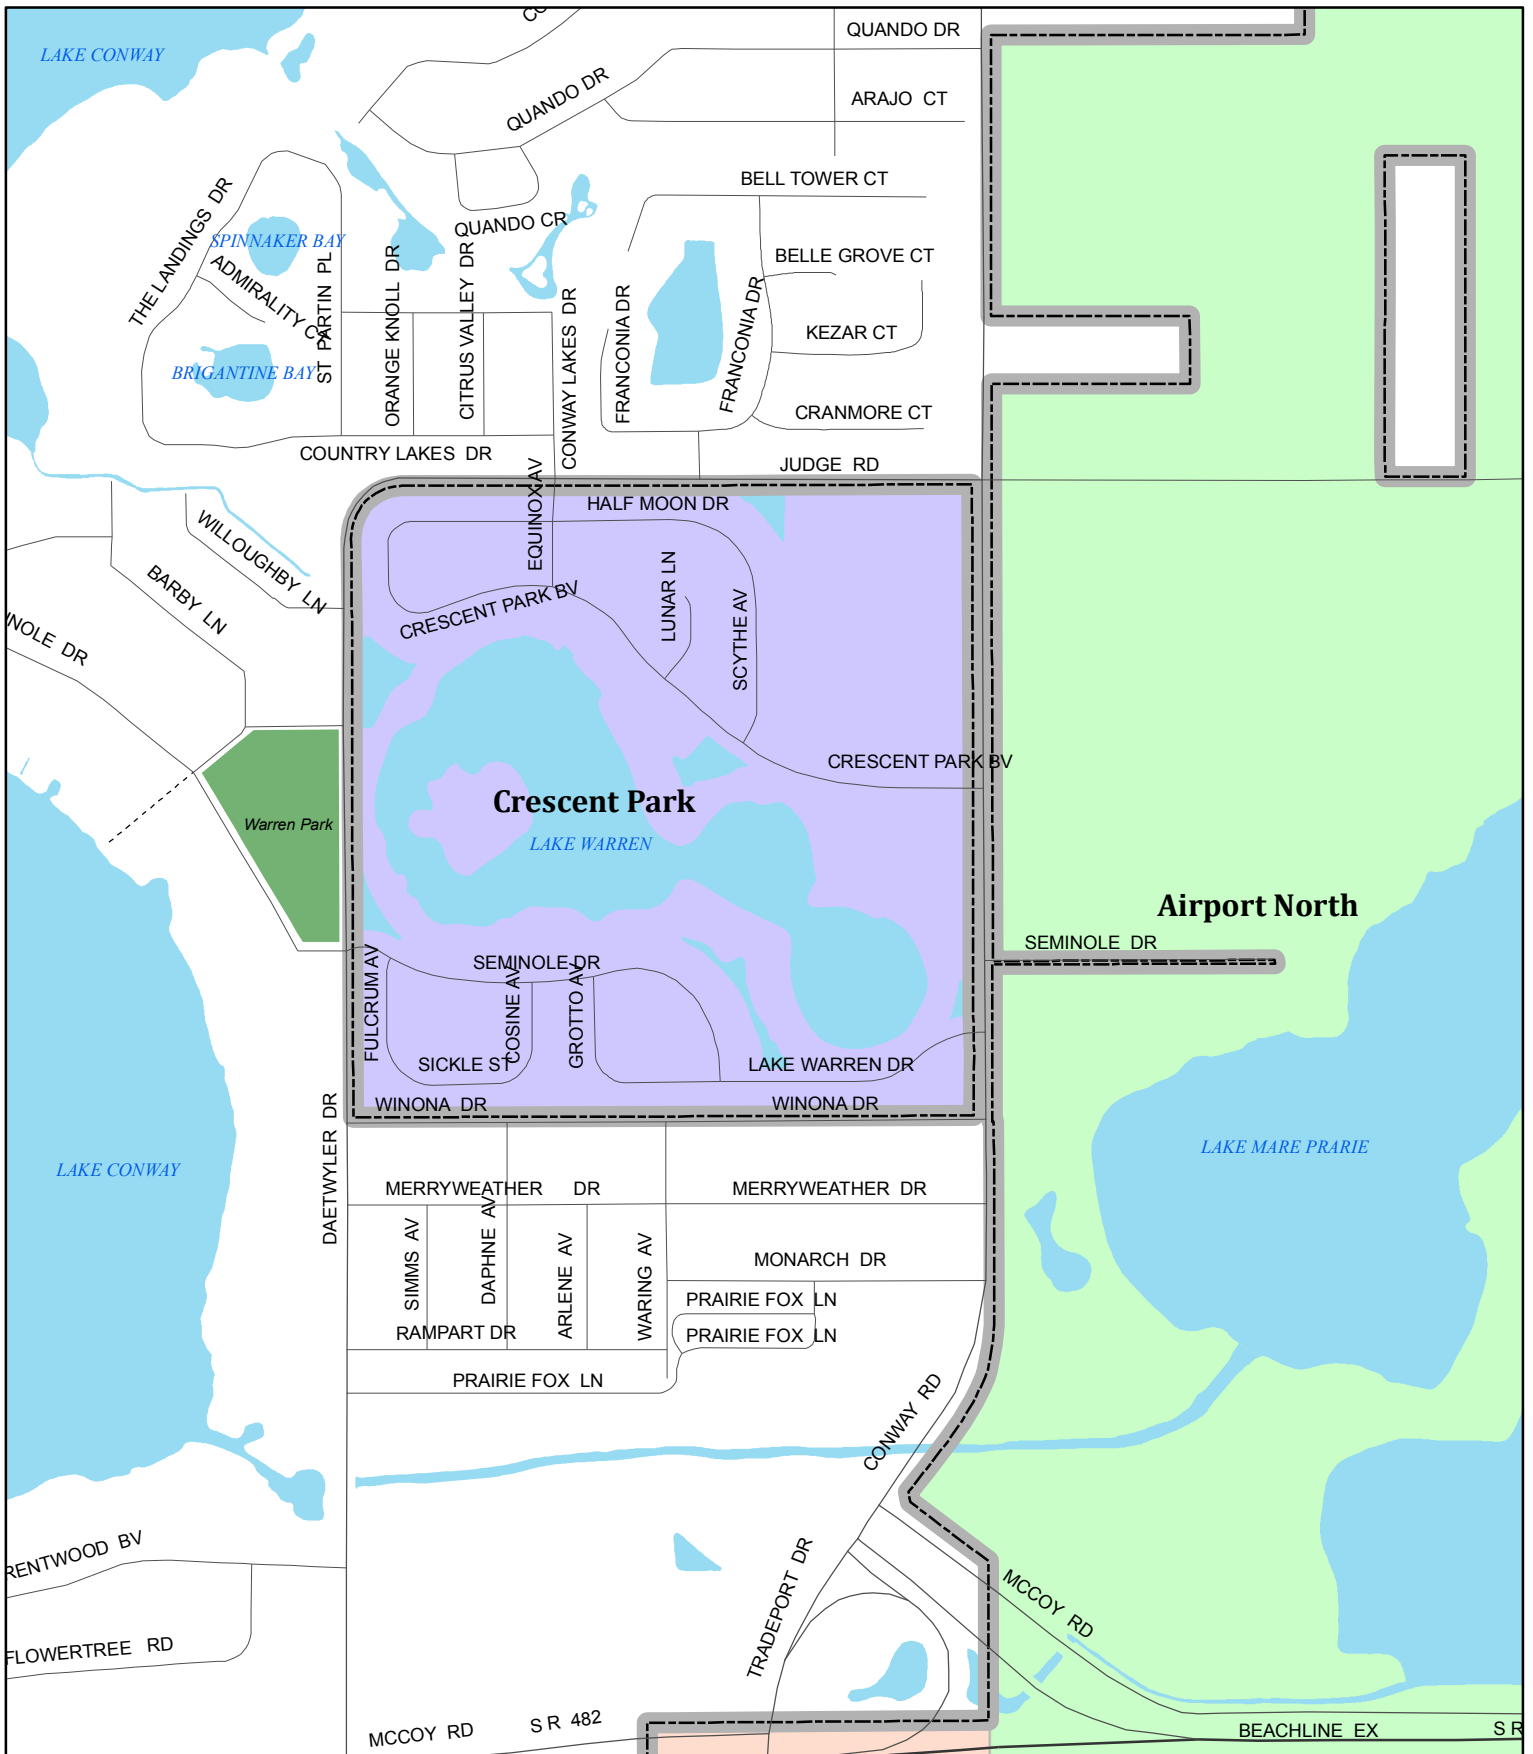 QUANDO DR
LAKE CONWAY
QUANDO DR
ARAJO CT
BELL TOWER CT
THE LANDINGS DR
QUANDO CR
SPINNAKER BAY
BELLE GROVE CT
ADMIRALITY CT
ST PARTIN PL
ORANGE KNOLL DR
CITRUS VALLEY DR
CONWAY LAKES DR
FRANCONIA DR
FRANCONIA DR
KEZAR CT
BRIGANTINE BAY
CRANMORE CT
COUNTRY LAKES DR
JUDGE RD
HALF MOON DR
EQUINOX AV
WILLOUGHBY LN
BARBY LN
CRESCENT PARK BV
LUNAR LN
SCYTHE AV
INOLE DR
CRESCENT PARK BV
Crescent Park
Warren Park
LAKE WARREN
Airport North
SEMINOLE DR
SEMINOLE DR
FULCRUM AV
COSINE AV
GROTTO AV
SICKLE ST
LAKE WARREN DR
WINONA DR
WINONA DR
DAETWYLER DR
LAKE CONWAY
LAKE MARE PRARIE
MERRYWEATHER DR
MERRYWEATHER DR
SIMMS AV
DAPHNE AV
ARLENE AV
WARING AV
MONARCH DR
PRAIRIE FOX LN
RAMPART DR
PRAIRIE FOX LN
PRAIRIE FOX LN
CONWAY RD
RENTWOOD BV
TRADEPORT DR
MCCOY RD
FLOWERTREE RD
MCCOY RD
S R 482
BEACHLINE EX
S R